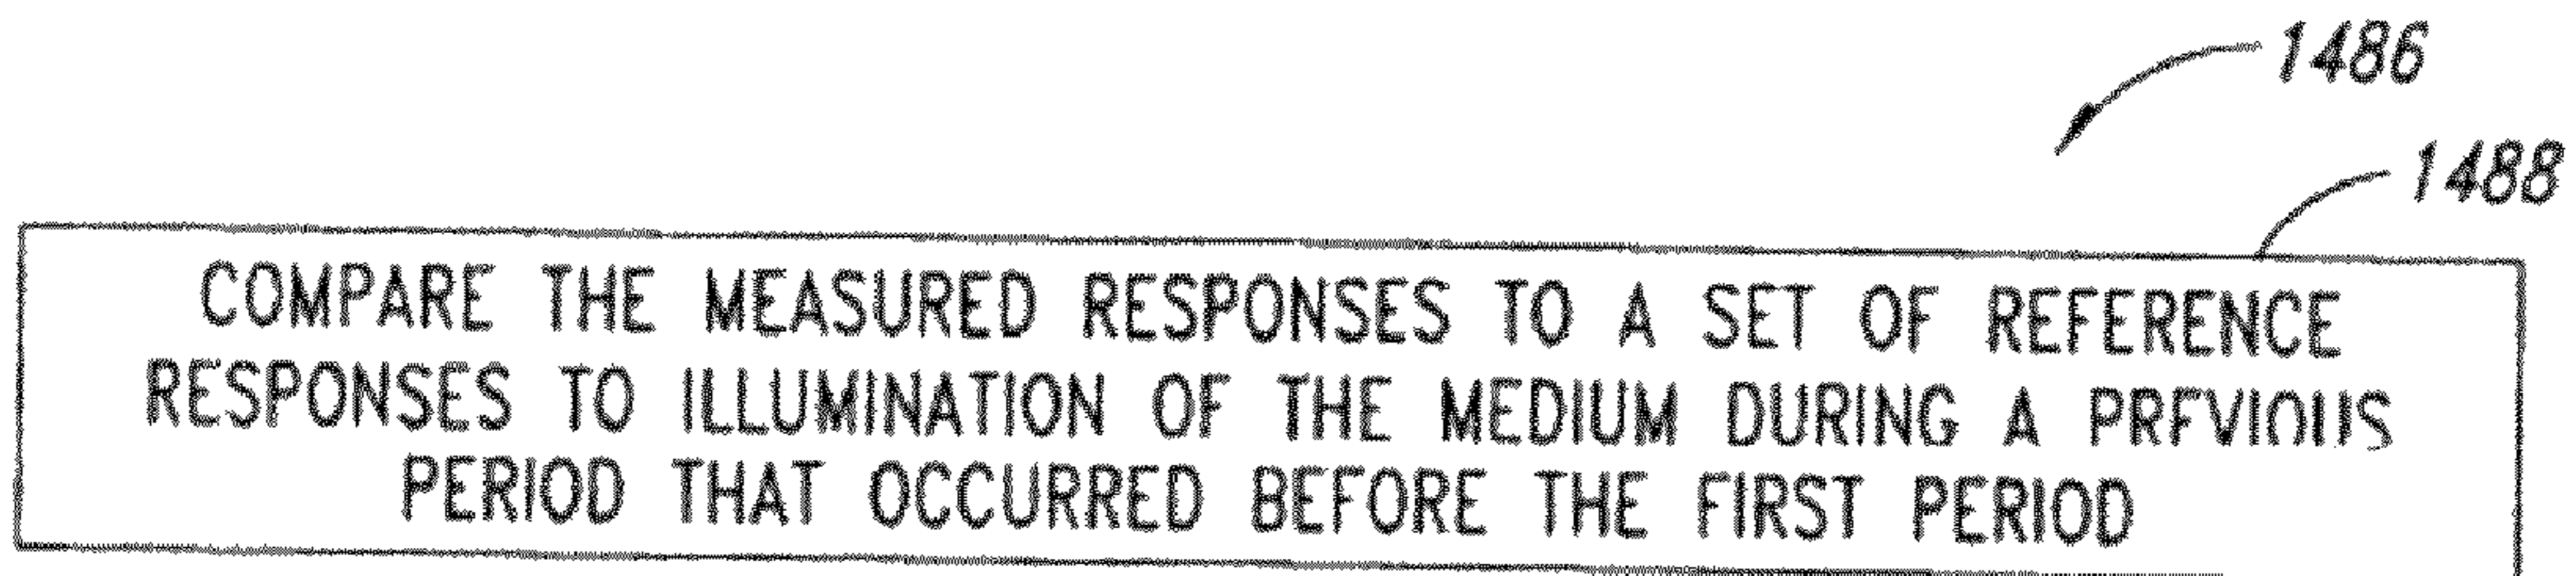 1486
1488
COMPARE THE MEASURED RESPONSES TO A SET OF REFERENCE
RESPONSES TO ILLUMINATION OF THE MEDIUM DURING A PREVIOUS
PERIOD THAT OCCURRED BEFORE THE FIRST PERIOD